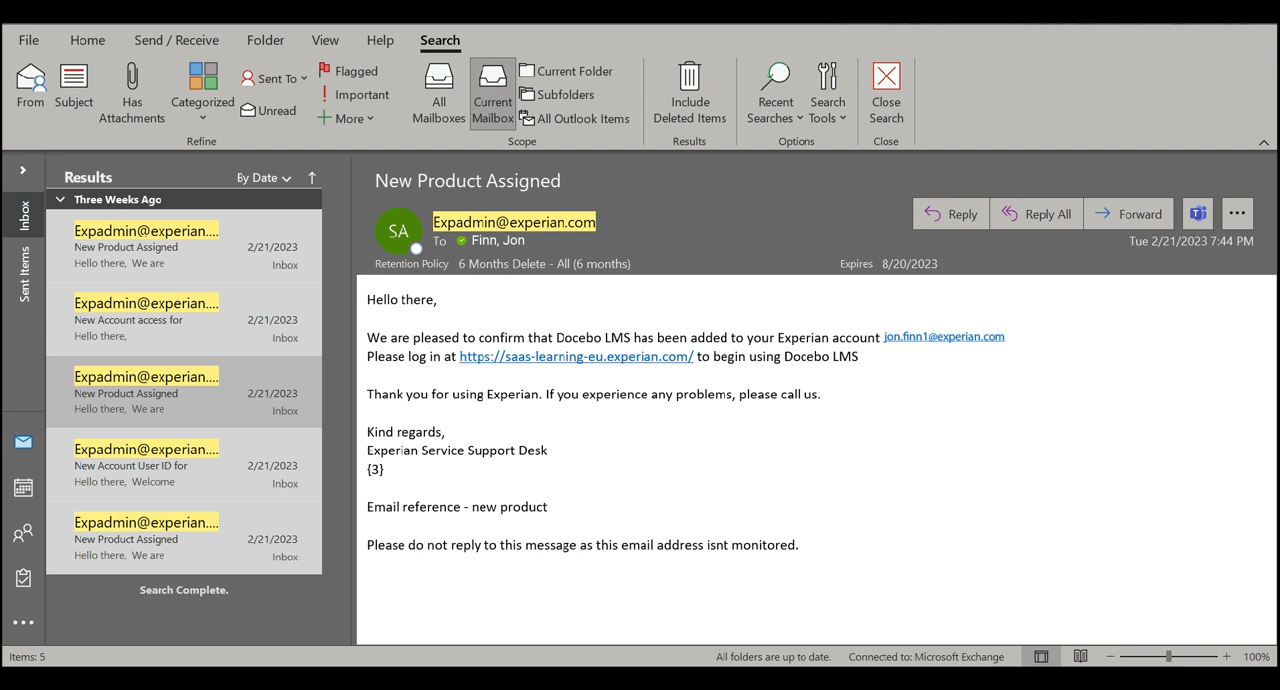 File Home Send / Receive Folder View Help Search
From
Subject
Has
Attachments
Categorized
Sent To
Unread
Flagged
Important
More
Refine
All
Mailboxes
Current
Mailbox
Current Folder
Subfolders
All Outlook Items
Scope
Include
Deleted Items
Results
Recent
Searches
Search
Tools
Options
Close
Search
Close
Inbox
Sent Items
Results By Date
Three Weeks Ago
Expadmin@experian....
New Product Assigned 2/21/2023
Hello there, We are Inbox
Expadmin@experian....
New Account access for 2/21/2023
Hello there, Inbox
Expadmin@experian....
New Product Assigned 2/21/2023
Hello there, We are Inbox
Expadmin@experian....
New Account User ID for 2/21/2023
Hello there, Welcome Inbox
Expadmin@experian....
New Product Assigned 2/21/2023
Hello there, We are Inbox
Search Complete.
New Product Assigned
SA
Expadmin@experian.com
To Finn, Jon
Reply Reply All Forward
Tue 2/21/2023 7:44 PM
Retention Policy 6 Months Delete - All (6 months) Expires 8/20/2023
Hello there,
We are pleased to confirm that Docebo LMS has been added to your Experian account jon.finn1@experian.com
Please log in at https://saas-learning-eu.experian.com/ to begin using Docebo LMS
Thank you for using Experian. If you experience any problems, please call us.
Kind regards,
Experian Service Support Desk
{3}
Email reference - new product
Please do not reply to this message as this email address isnt monitored.
Items: 5 All folders are up to date. Connected to: Microsoft Exchange 100%